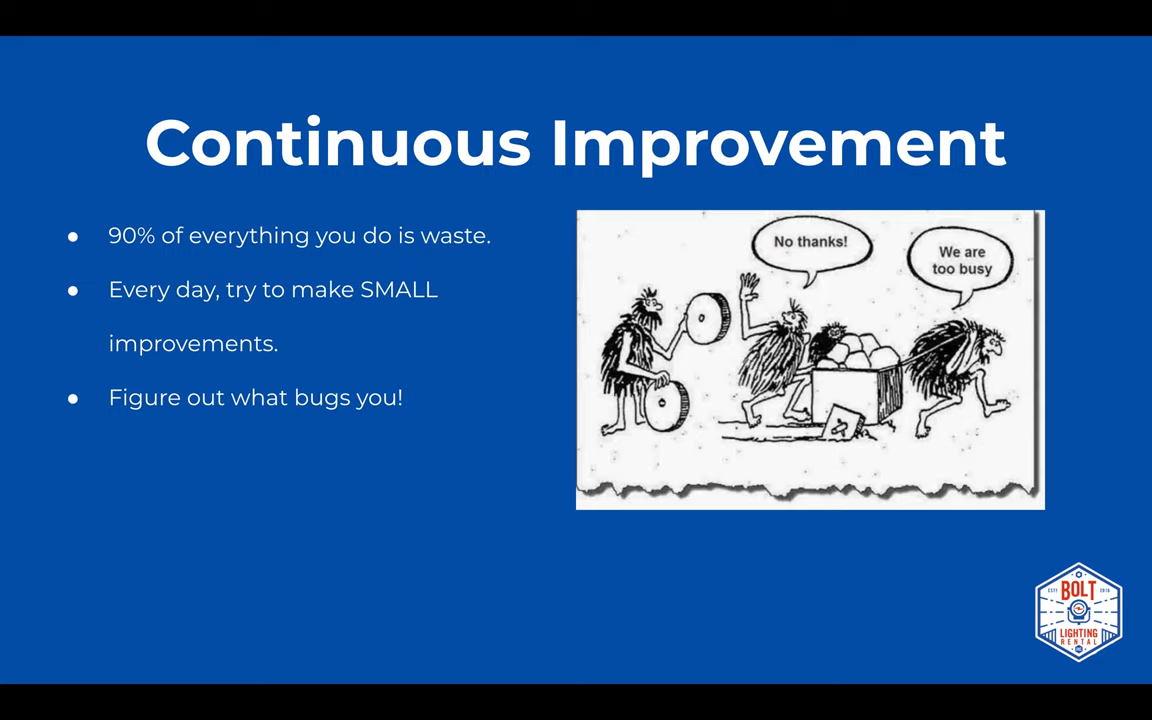 Continuous Improvement
● 90% of everything you do is waste.
● Every day, try to make SMALL
improvements.
● Figure out what bugs you!
No thanks!
We are
too busy
BOLT
LIGHTING
RENTAL